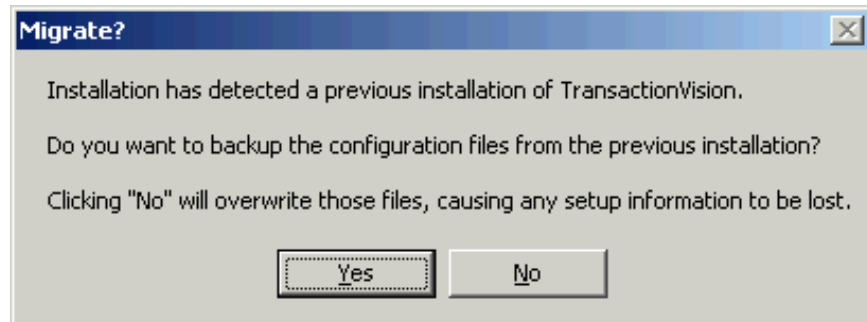 Migrate?
Installation has detected a previous installation of TransactionVision.
Do you want to backup the configuration files from the previous installation?
Clicking "No" will overwrite those files, causing any setup information to be lost.
Yes No